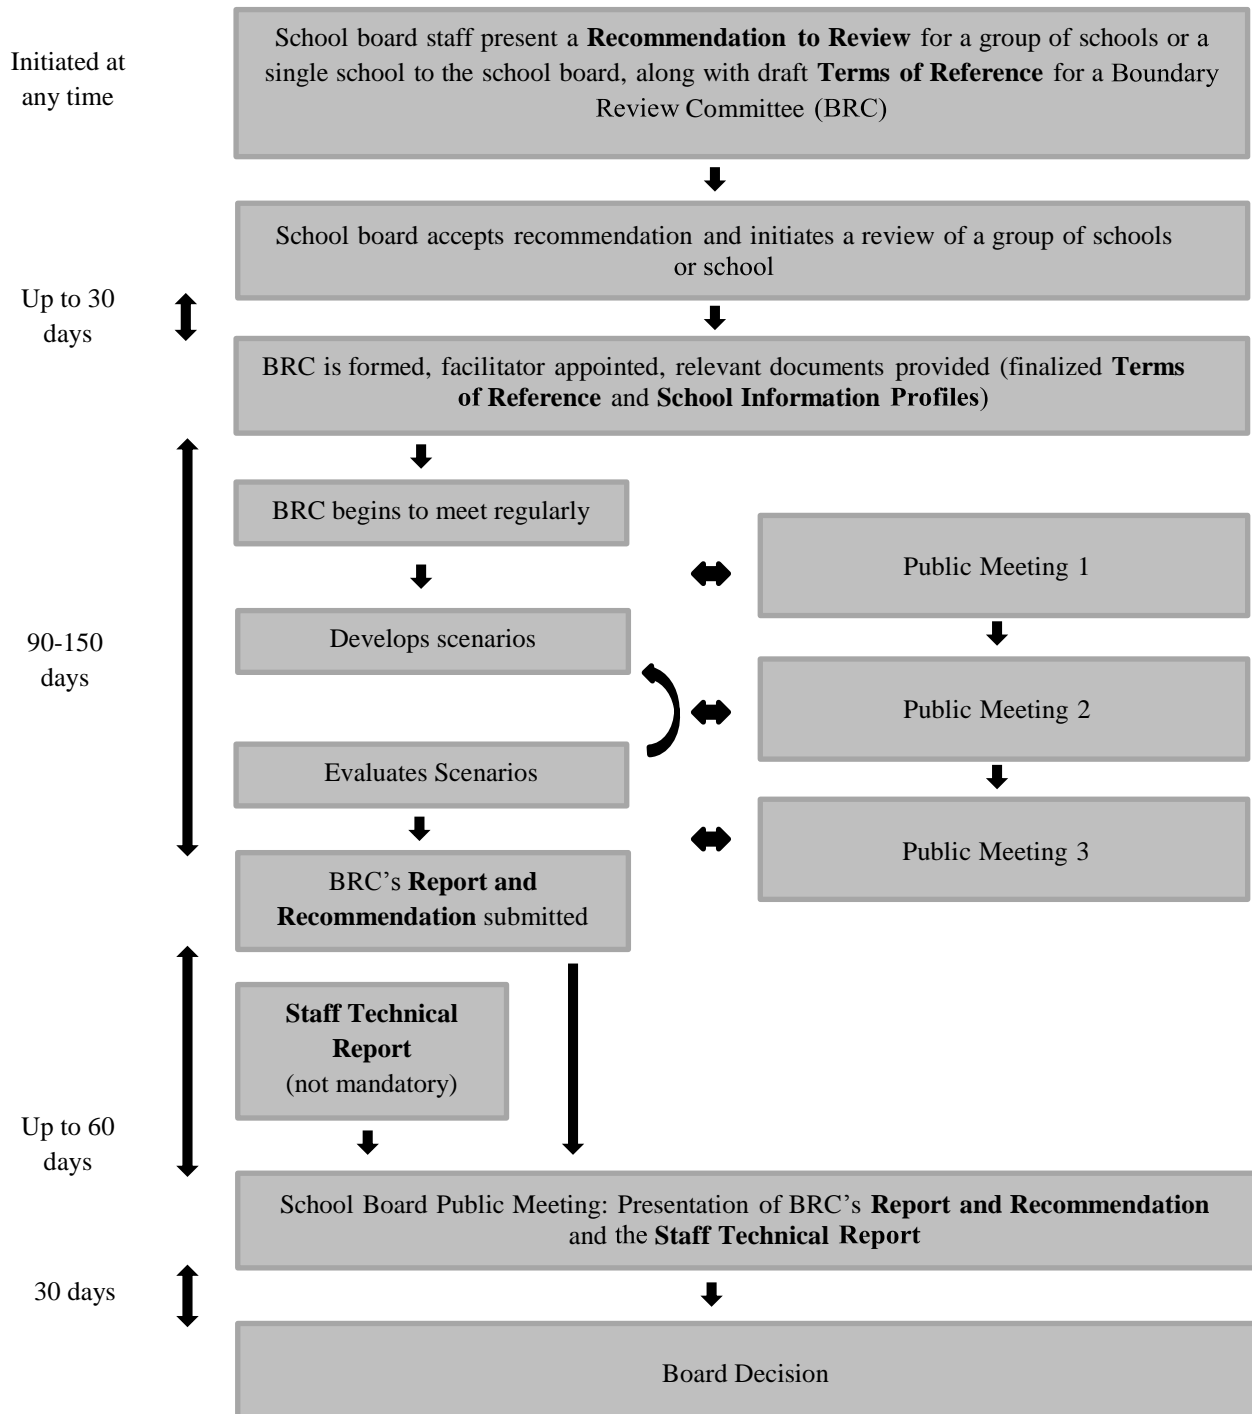 Initiated at
any time
School board staff present a Recommendation to Review for a group of schools or a
single school to the school board, along with draft Terms of Reference for a Boundary
Review Committee (BRC)
School board accepts recommendation and initiates a review of a group of schools
or school
Up to 30
days
BRC is formed, facilitator appointed, relevant documents provided (finalized Terms
of Reference and School Information Profiles)
90-150
days
BRC begins to meet regularly
Public Meeting 1
Develops scenarios
Public Meeting 2
Evaluates Scenarios
Public Meeting 3
BRC’s Report and
Recommendation submitted
Staff Technical
Report
(not mandatory)
Up to 60
days
School Board Public Meeting: Presentation of BRC’s Report and Recommendation
and the Staff Technical Report
30 days
Board Decision